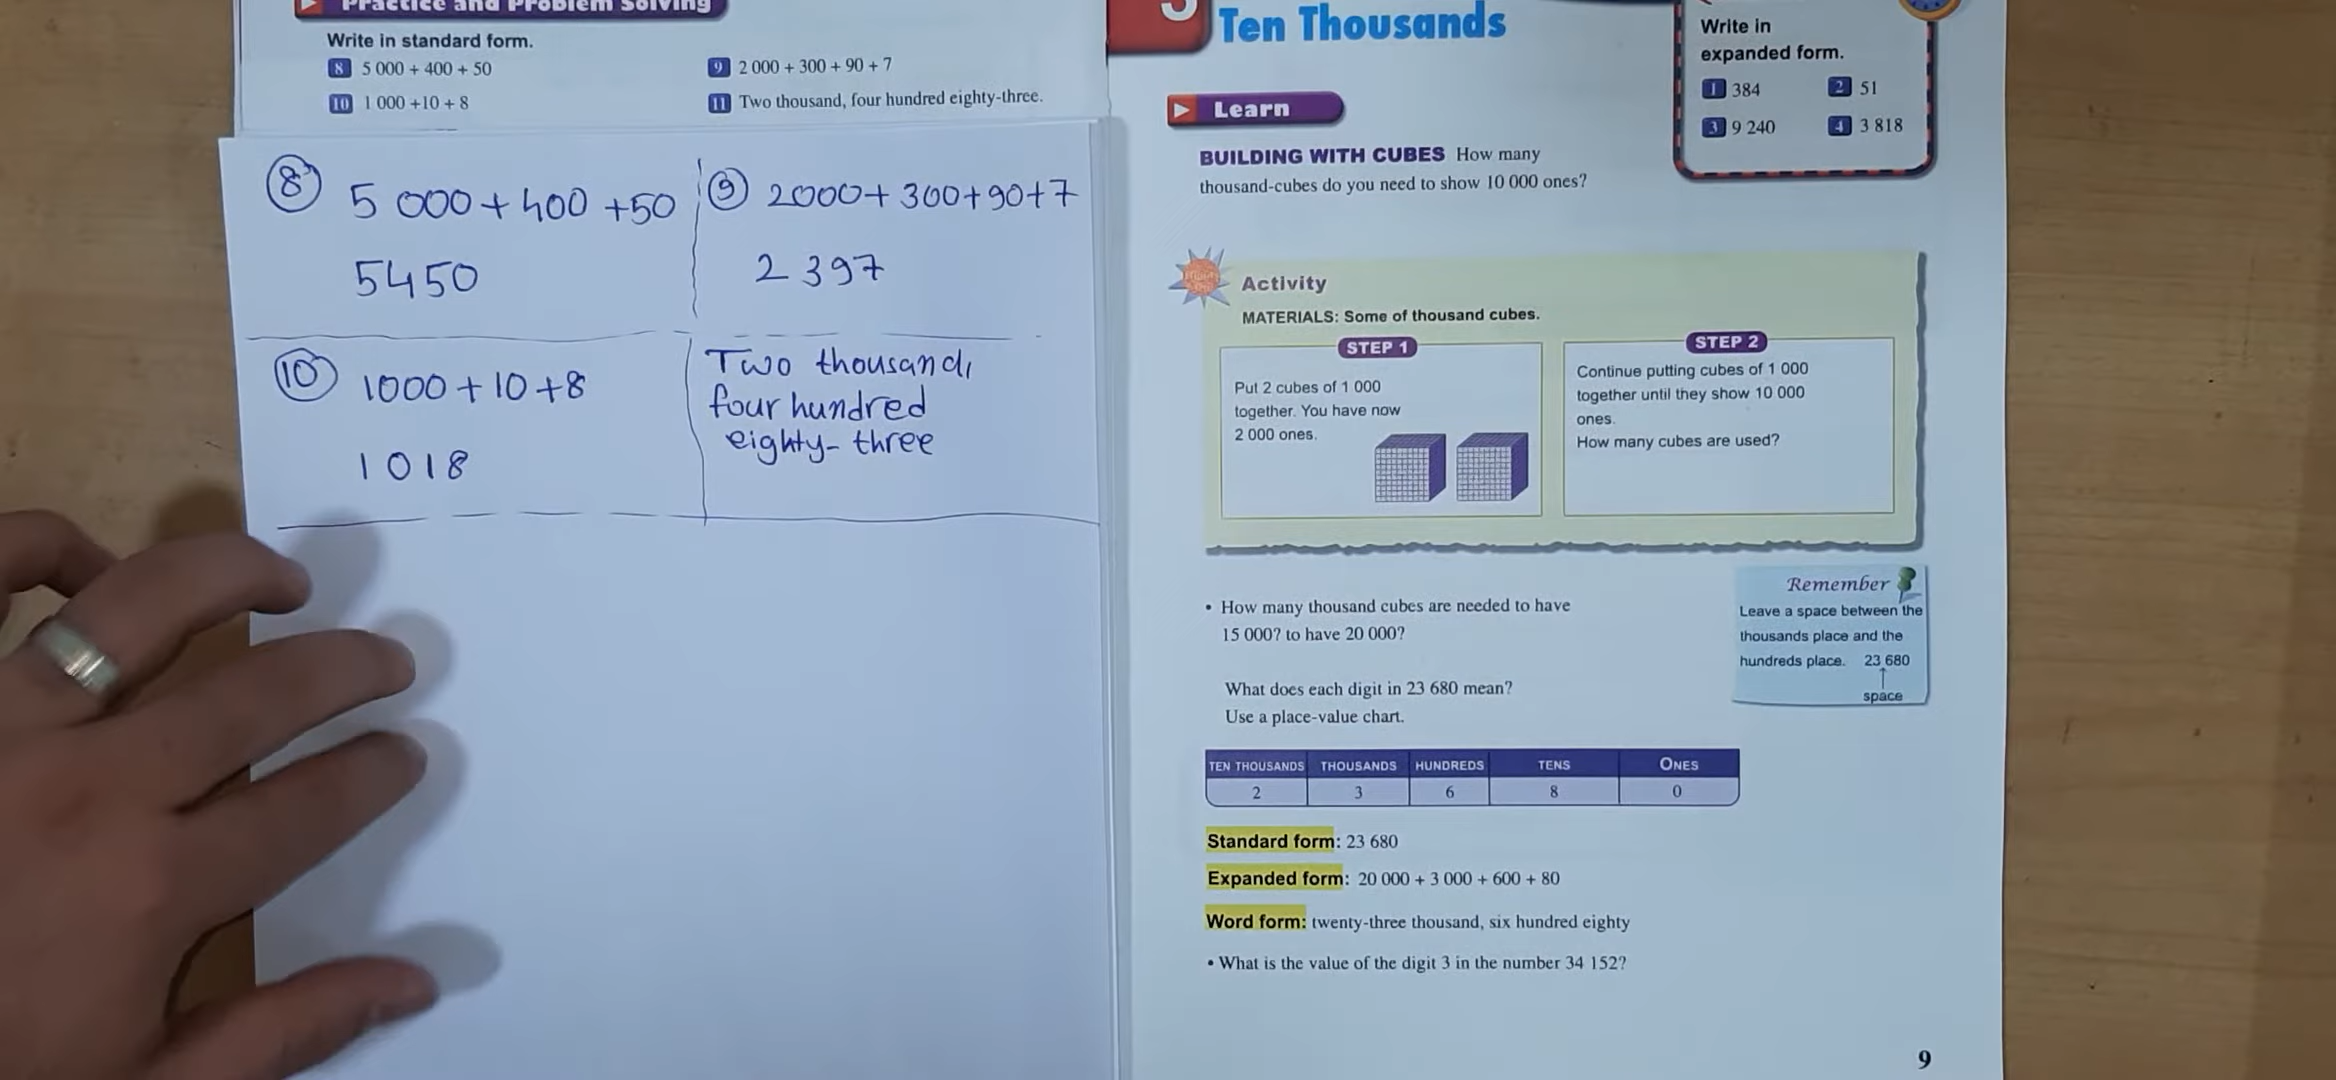 Practice and Problem Solving
Write in standard form.
8 5 000 + 400 + 50
9 2 000 + 300 + 90 + 7
10 1 000 +10 + 8
11 Two thousand, four hundred eighty-three.
8 5 000+400+50
5450
9 2000+300+90+7
2397
10 1000+10+8
1018
Two thousand,
four hundred
eighty-three
Ten Thousands
Write in
expanded form.
1 384
2 51
3 9 240
4 3 818
Learn
BUILDING WITH CUBES How many
thousand-cubes do you need to show 10 000 ones?
Activity
MATERIALS: Some of thousand cubes.
STEP 1
Put 2 cubes of 1 000
together. You have now
2 000 ones.
STEP 2
Continue putting cubes of 1 000
together until they show 10 000
ones.
How many cubes are used?
• How many thousand cubes are needed to have
15 000? to have 20 000?
Remember
Leave a space between the
thousands place and the
hundreds place. 23 680
space
What does each digit in 23 680 mean?
Use a place-value chart.
TEN THOUSANDS THOUSANDS HUNDREDS TENS ONES
2 3 6 8 0
Standard form: 23 680
Expanded form: 20 000 + 3 000 + 600 + 80
Word form: twenty-three thousand, six hundred eighty
• What is the value of the digit 3 in the number 34 152?
9